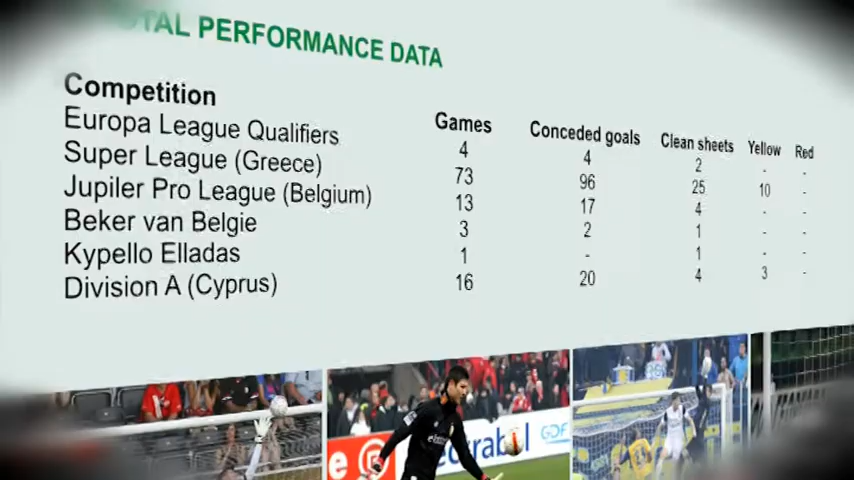 TOTAL PERFORMANCE DATA
Competition Games Conceded goals Clean sheets Yellow Red
Europa League Qualifiers 4 4 2 - -
Super League (Greece) 73 96 25 10 -
Jupiler Pro League (Belgium) 13 17 4 - -
Beker van Belgie 3 2 1 - -
Kypello Elladas 1 - 1 - -
Division A (Cyprus) 16 20 4 3 -